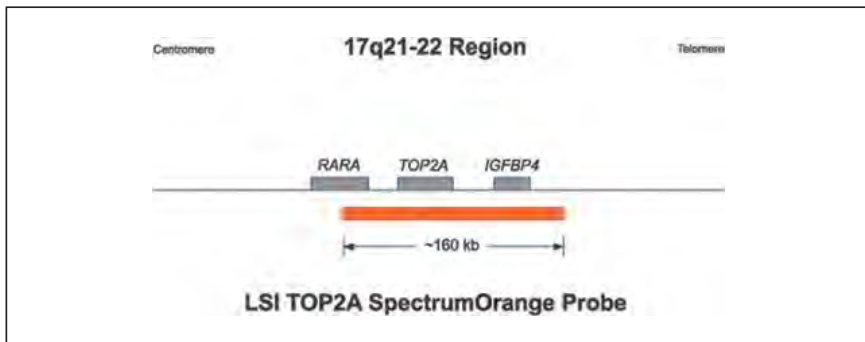 Centromere 17q21-22 Region Telomere
RARA TOP2A IGFBP4
~160 kb
LSI TOP2A SpectrumOrange Probe